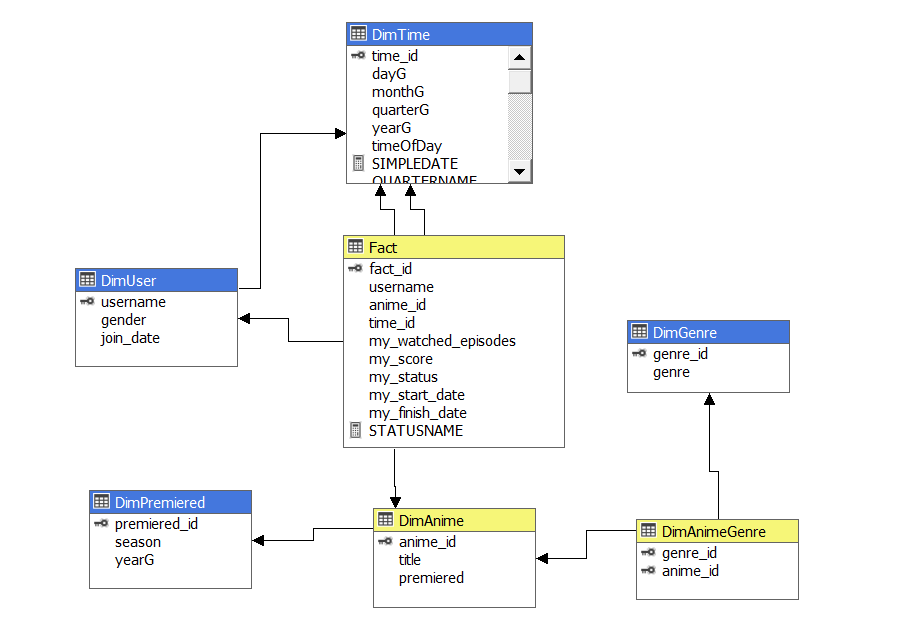 DimTime
time_id
dayG
monthG
quarterG
yearG
timeOfDay
SIMPLEDATE
QUARTERNAME
Fact
fact_id
username
anime_id
time_id
my_watched_episodes
my_score
my_status
my_start_date
my_finish_date
STATUSNAME
DimUser
username
gender
join_date
DimGenre
genre_id
genre
DimPremiered
premiered_id
season
yearG
DimAnime
anime_id
title
premiered
DimAnimeGenre
genre_id
anime_id